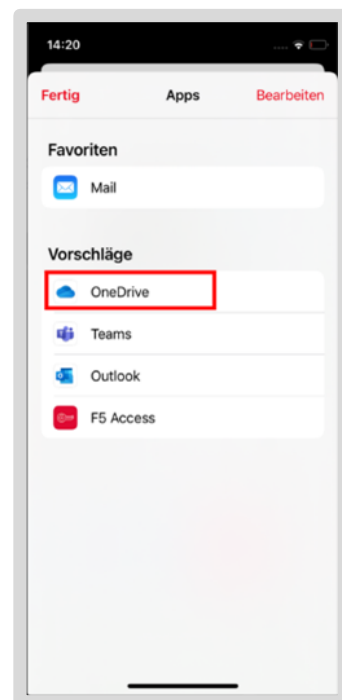 14:20
Fertig Apps Bearbeiten
Favoriten
Mail
Vorschläge
OneDrive
Teams
Outlook
F5 Access